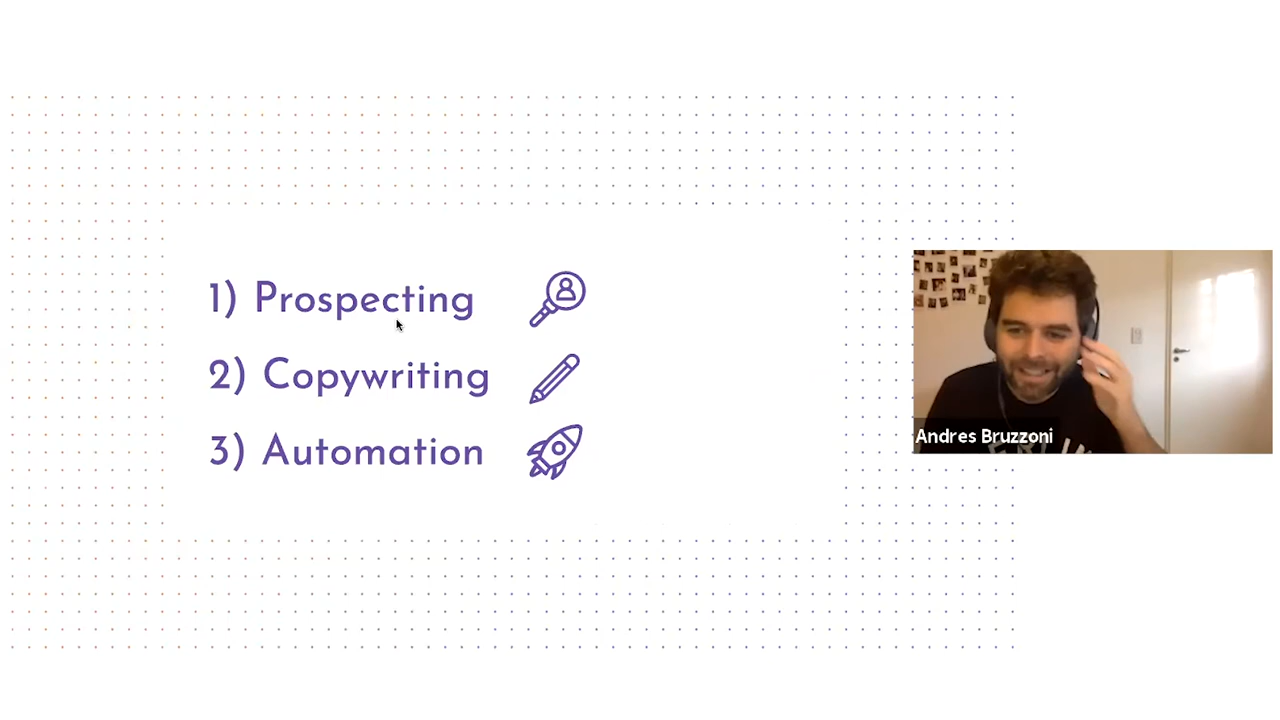 1) Prospecting
2) Copywriting
3) Automation
Andres Bruzzoni